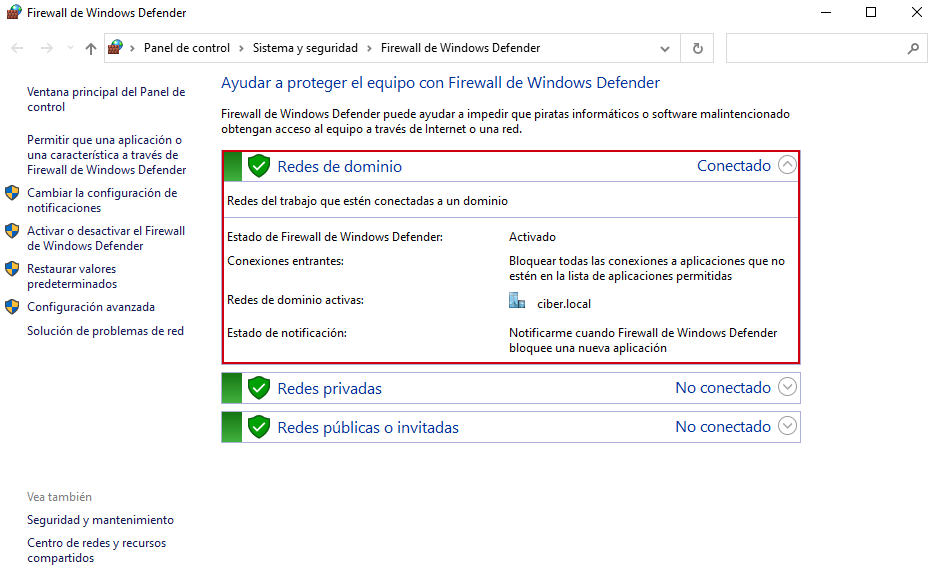 Firewall de Windows Defender
Panel de control
Sistema y seguridad
Firewall de Windows Defender
Ventana principal del Panel de
control
Permitir que una aplicación o
una característica a través de
Firewall de Windows Defender
Cambiar la configuración de
notificaciones
Activar o desactivar el Firewall
de Windows Defender
Restaurar valores
predeterminados
Configuración avanzada
Solución de problemas de red
Ayudar a proteger el equipo con Firewall de Windows Defender
Firewall de Windows Defender puede ayudar a impedir que piratas informáticos o software malintencionado
obtengan acceso al equipo a través de Internet o una red.
Redes de dominio Conectado
Redes del trabajo que estén conectadas a un dominio
Estado de Firewall de Windows Defender: Activado
Conexiones entrantes: Bloquear todas las conexiones a aplicaciones que no
estén en la lista de aplicaciones permitidas
Redes de dominio activas: ciber.local
Estado de notificación: Notificarme cuando Firewall de Windows Defender
bloquee una nueva aplicación
Redes privadas No conectado
Redes públicas o invitadas No conectado
Vea también
Seguridad y mantenimiento
Centro de redes y recursos
compartidos